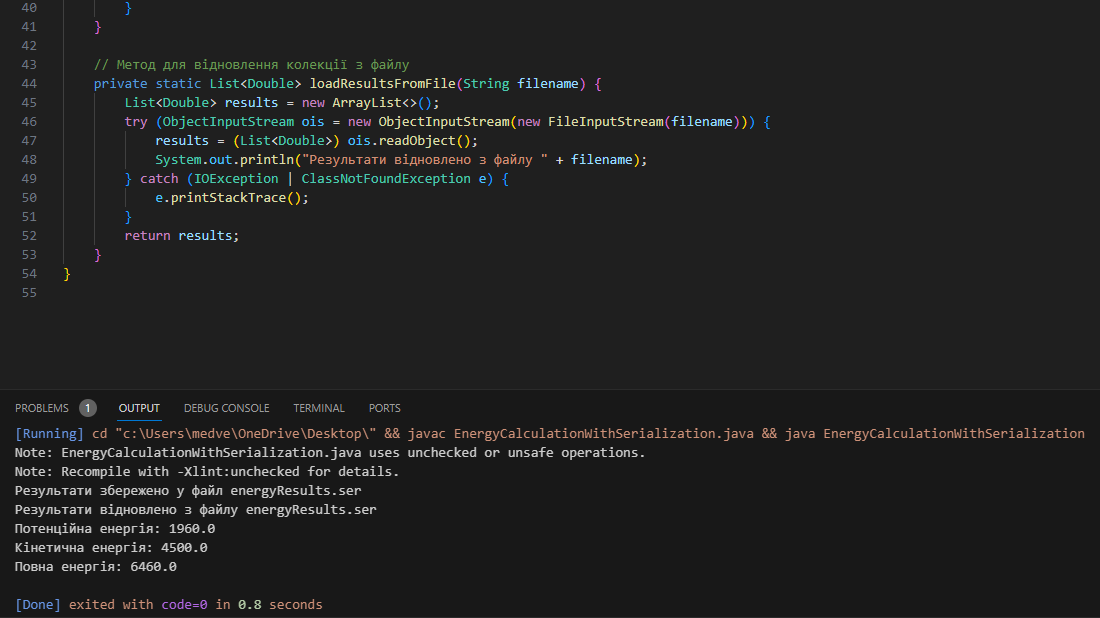 40 }
41 }
42
43 // Метод для відновлення колекції з файлу
44 private static List<Double> loadResultsFromFile(String filename) {
45 List<Double> results = new ArrayList<>();
46 try (ObjectInputStream ois = new ObjectInputStream(new FileInputStream(filename))) {
47 results = (List<Double>) ois.readObject();
48 System.out.println("Результати відновлено з файлу " + filename);
49 } catch (IOException | ClassNotFoundException e) {
50 e.printStackTrace();
51 }
52 return results;
53 }
54 }
55
PROBLEMS 1 OUTPUT DEBUG CONSOLE TERMINAL PORTS
[Running] cd "c:\Users\medve\OneDrive\Desktop\" && javac EnergyCalculationWithSerialization.java && java EnergyCalculationWithSerialization
Note: EnergyCalculationWithSerialization.java uses unchecked or unsafe operations.
Note: Recompile with -Xlint:unchecked for details.
Результати збережено у файл energyResults.ser
Результати відновлено з файлу energyResults.ser
Потенційна енергія: 1960.0
Кінетична енергія: 4500.0
Повна енергія: 6460.0
[Done] exited with code=0 in 0.8 seconds